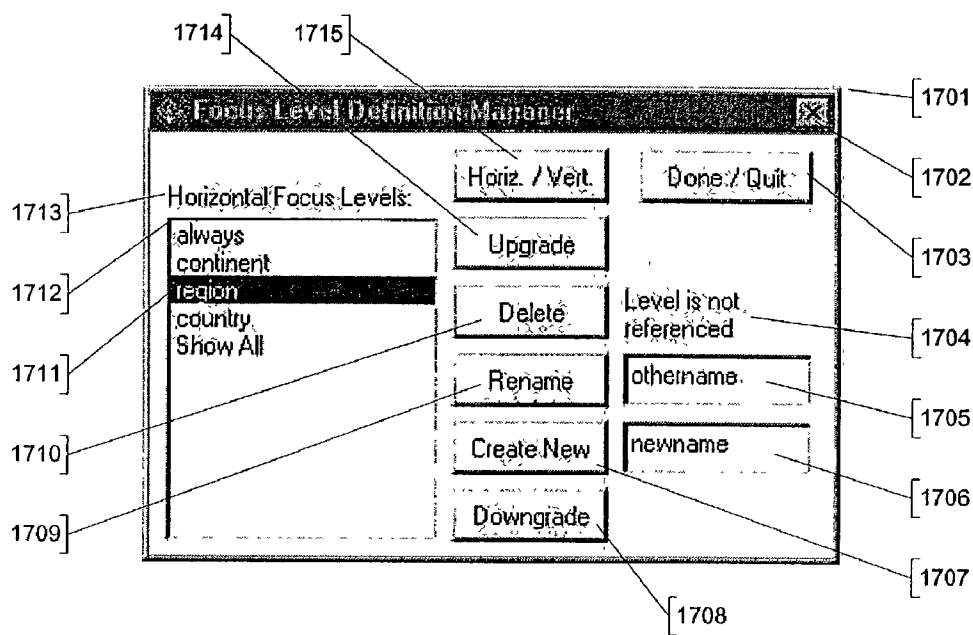 1714
1715
1701
Focus Level Definition Manager
1702
Horiz. / Vert.
Done / Quit
1713
Horizontal Focus Levels:
1703
always
Upgrade
continent
1712
region
Delete
Level is not
referenced
1704
country
Show All
1711
Rename
othername
1705
1710
Create New
newname
1706
1709
Downgrade
1707
1708